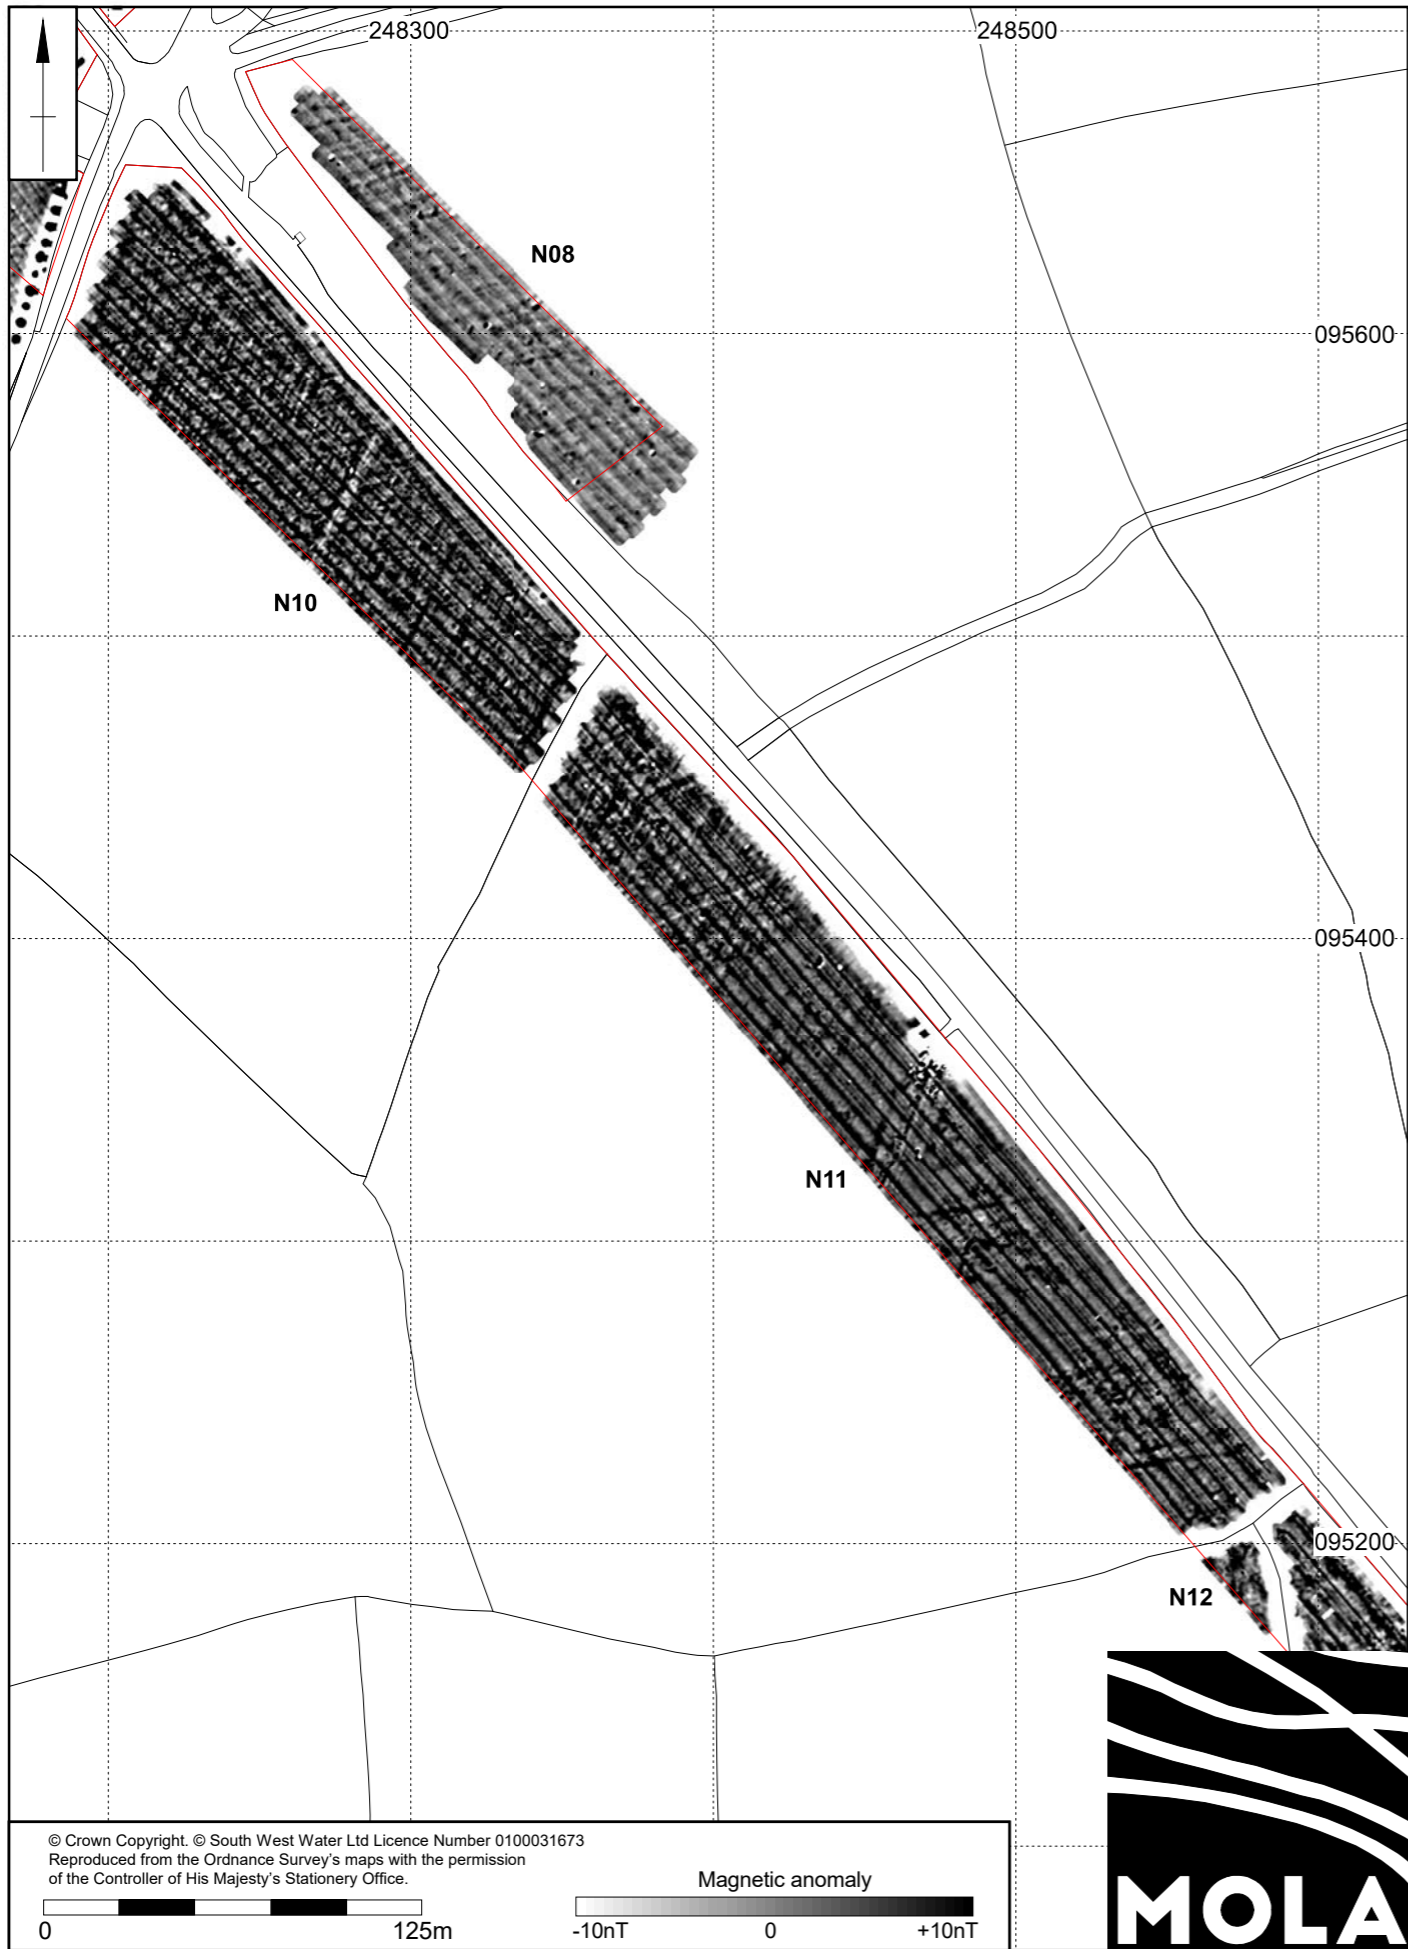 248300
248500
N08
095600
N10
095400
N11
095200
N12
© Crown Copyright. © South West Water Ltd Licence Number 0100031673
Reproduced from the Ordnance Survey's maps with the permission
of the Controller of His Majesty's Stationery Office.
0
125m
Magnetic anomaly
-10nT
0
+10nT
MOLA